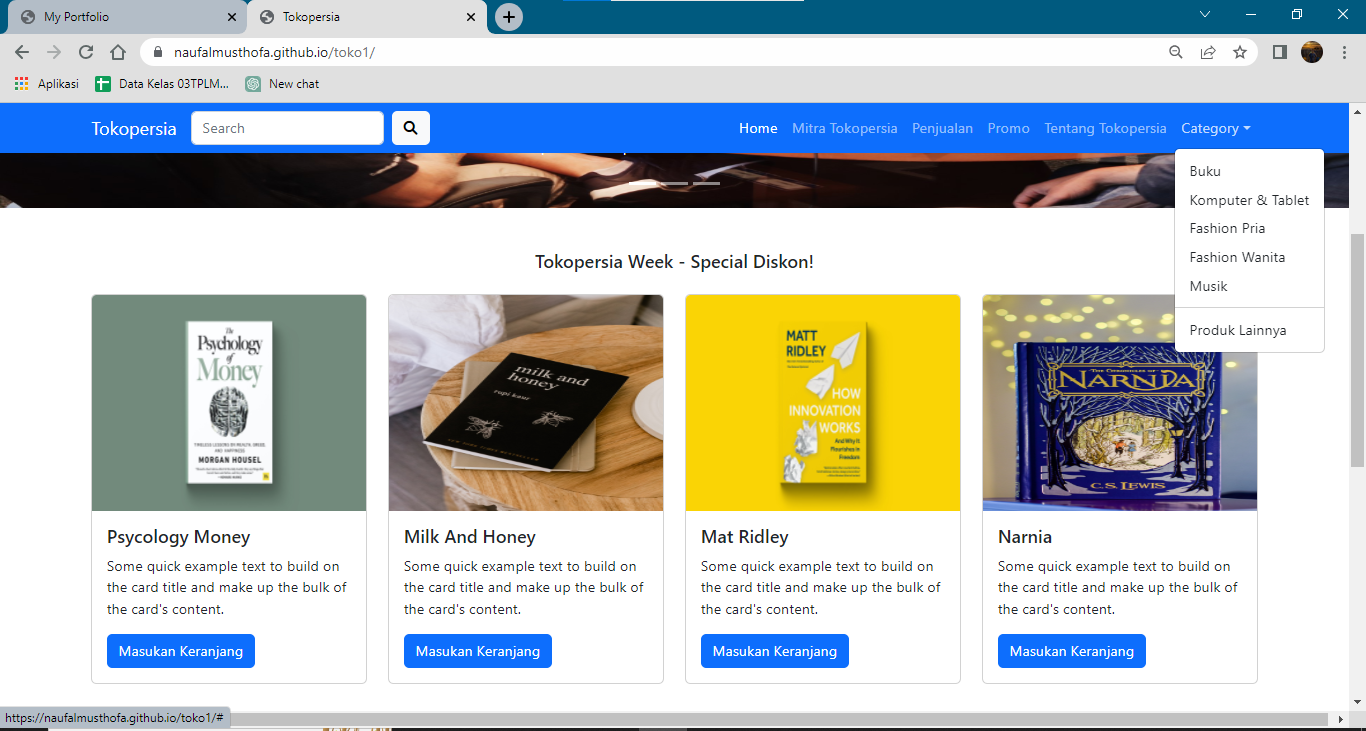 My Portfolio
Tokopersia
naufalmusthofa.github.io/toko1/
Aplikasi
Data Kelas 03TPLM...
New chat
Tokopersia
Search
Home
Mitra Tokopersia
Penjualan
Promo
Tentang Tokopersia
Category
Buku
Komputer & Tablet
Fashion Pria
Fashion Wanita
Musik
Produk Lainnya
Tokopersia Week - Special Diskon!
The
Psychology
of
Money
MORGAN HOUSEL
milk and
honey
rupi kaur
MATT
RIDLEY
HOW
INNOVATION
WORKS
And Why It
Flourishes in
Freedom
THE CHRONICLES OF
NARNIA
C.S. LEWIS
Psycology Money
Some quick example text to build on
the card title and make up the bulk of
the card's content.
Masukan Keranjang
Milk And Honey
Some quick example text to build on
the card title and make up the bulk of
the card's content.
Masukan Keranjang
Mat Ridley
Some quick example text to build on
the card title and make up the bulk of
the card's content.
Masukan Keranjang
Narnia
Some quick example text to build on
the card title and make up the bulk of
the card's content.
Masukan Keranjang
https://naufalmusthofa.github.io/toko1/#